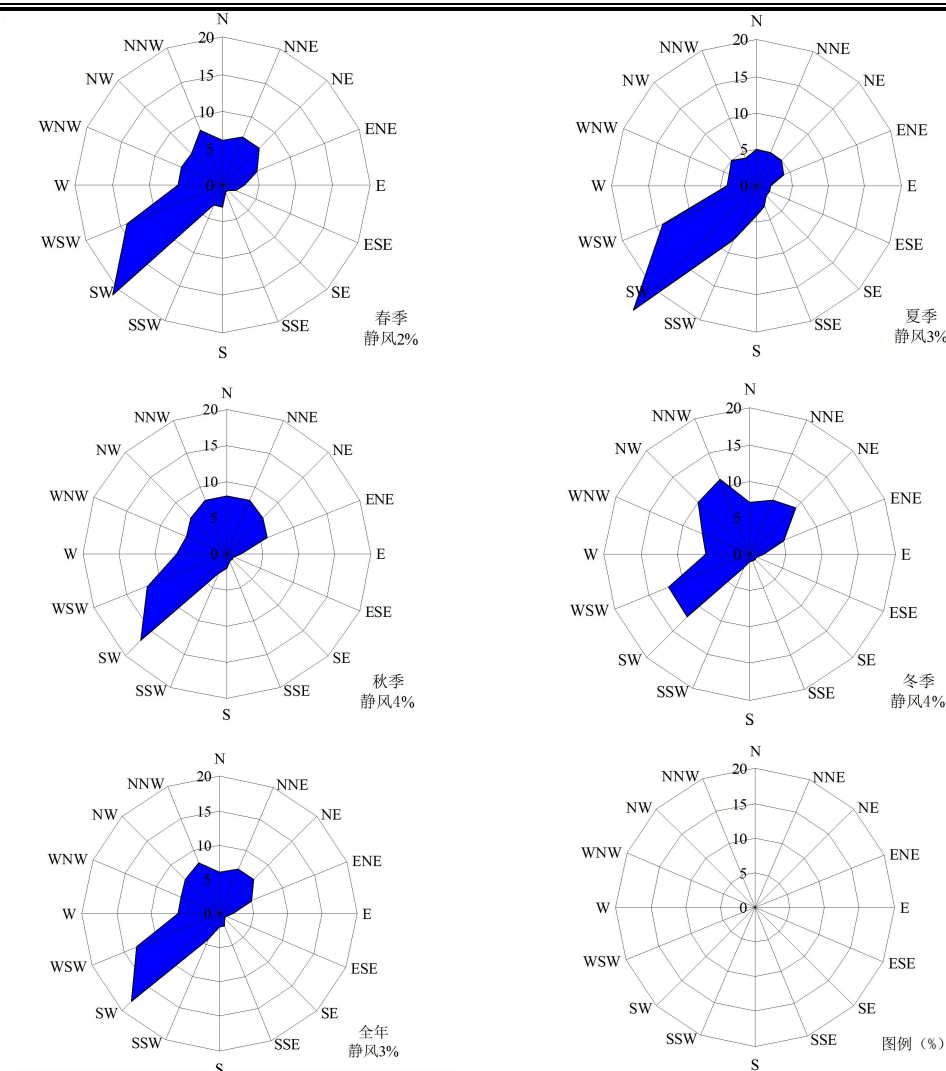 N
NNW
NNE
NW
NE
WNW
ENE
W
E
WSW
ESE
SW
SE
SSW
SSE
S
20
15
10
5
0
春季
静风2%
N
NNW
NNE
NW
NE
WNW
ENE
W
E
WSW
ESE
SW
SE
SSW
SSE
S
20
15
10
5
0
夏季
静风3%
N
NNW
NNE
NW
NE
WNW
ENE
W
E
WSW
ESE
SW
SE
SSW
SSE
S
20
15
10
5
0
秋季
静风4%
N
NNW
NNE
NW
NE
WNW
ENE
W
E
WSW
ESE
SW
SE
SSW
SSE
S
20
15
10
5
0
冬季
静风4%
N
NNW
NNE
NW
NE
WNW
ENE
W
E
WSW
ESE
SW
SE
SSW
SSE
S
20
15
10
5
0
全年
静风3%
N
NNW
NNE
NW
NE
WNW
ENE
W
E
WSW
ESE
SW
SE
SSW
SSE
S
20
15
10
5
0
图例（%）